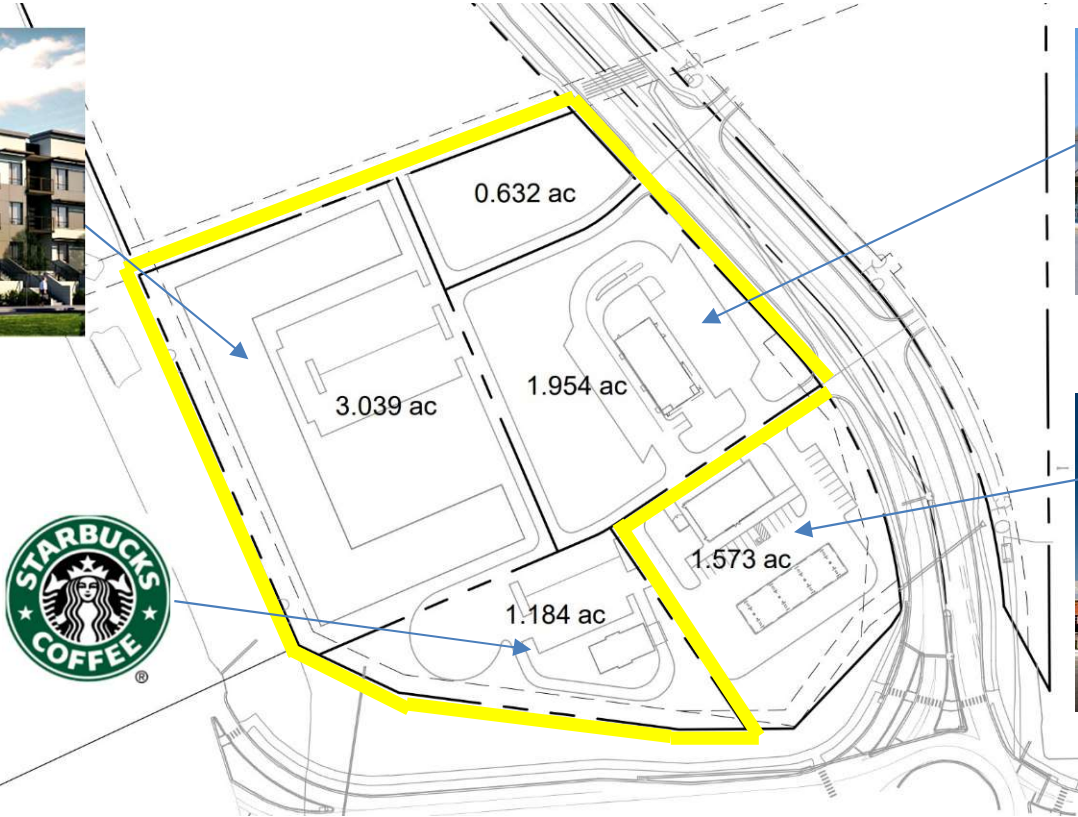 0.632 ac
1.954 ac
3.039 ac
1.573 ac
1.184 ac
STARBUCKS
COFFEE
®